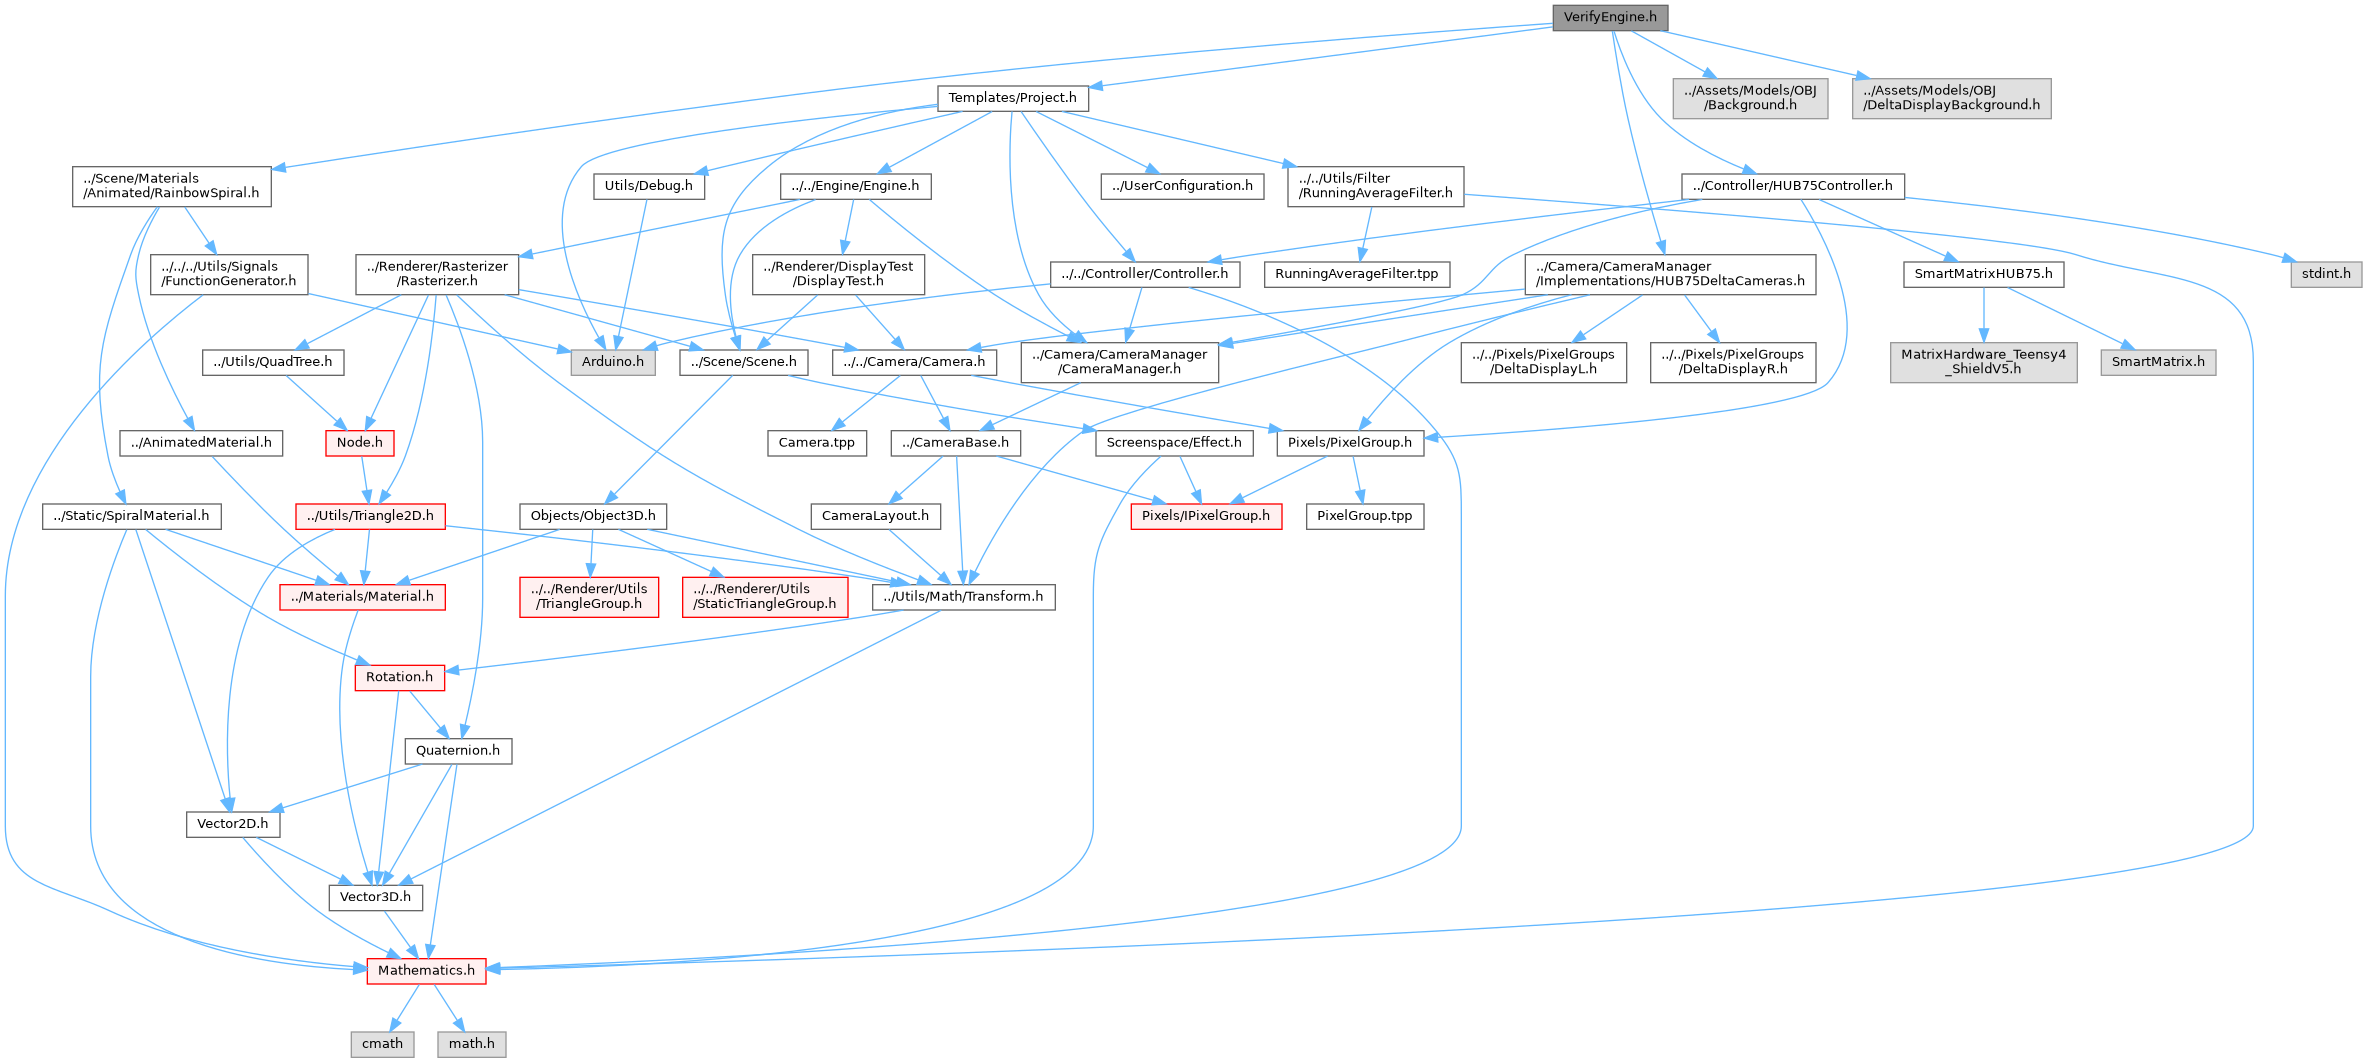 VerifyEngine.h
Templates/Project.h
../Assets/Models/OBJ
/Background.h
../Assets/Models/OBJ
/DeltaDisplayBackground.h
../Scene/Materials
/Animated/RainbowSpiral.h
Utils/Debug.h
../../Engine/Engine.h
../UserConfiguration.h
../../Utils/Filter
/RunningAverageFilter.h
../Controller/HUB75Controller.h
../../../Utils/Signals
/FunctionGenerator.h
../Renderer/Rasterizer
/Rasterizer.h
../Renderer/DisplayTest
/DisplayTest.h
../../Controller/Controller.h
RunningAverageFilter.tpp
../Camera/CameraManager
/Implementations/HUB75DeltaCameras.h
SmartMatrixHUB75.h
stdint.h
../Utils/QuadTree.h
Arduino.h
../Scene/Scene.h
../../Camera/Camera.h
../Camera/CameraManager
/CameraManager.h
../../Pixels/PixelGroups
/DeltaDisplayL.h
../../Pixels/PixelGroups
/DeltaDisplayR.h
MatrixHardware_Teensy4
_ShieldV5.h
SmartMatrix.h
../AnimatedMaterial.h
Node.h
Camera.tpp
../CameraBase.h
Screenspace/Effect.h
Pixels/PixelGroup.h
../Static/SpiralMaterial.h
../Utils/Triangle2D.h
Objects/Object3D.h
CameraLayout.h
Pixels/IPixelGroup.h
PixelGroup.tpp
../Materials/Material.h
../../Renderer/Utils
/TriangleGroup.h
../../Renderer/Utils
/StaticTriangleGroup.h
../Utils/Math/Transform.h
Rotation.h
Quaternion.h
Vector2D.h
Vector3D.h
Mathematics.h
cmath
math.h